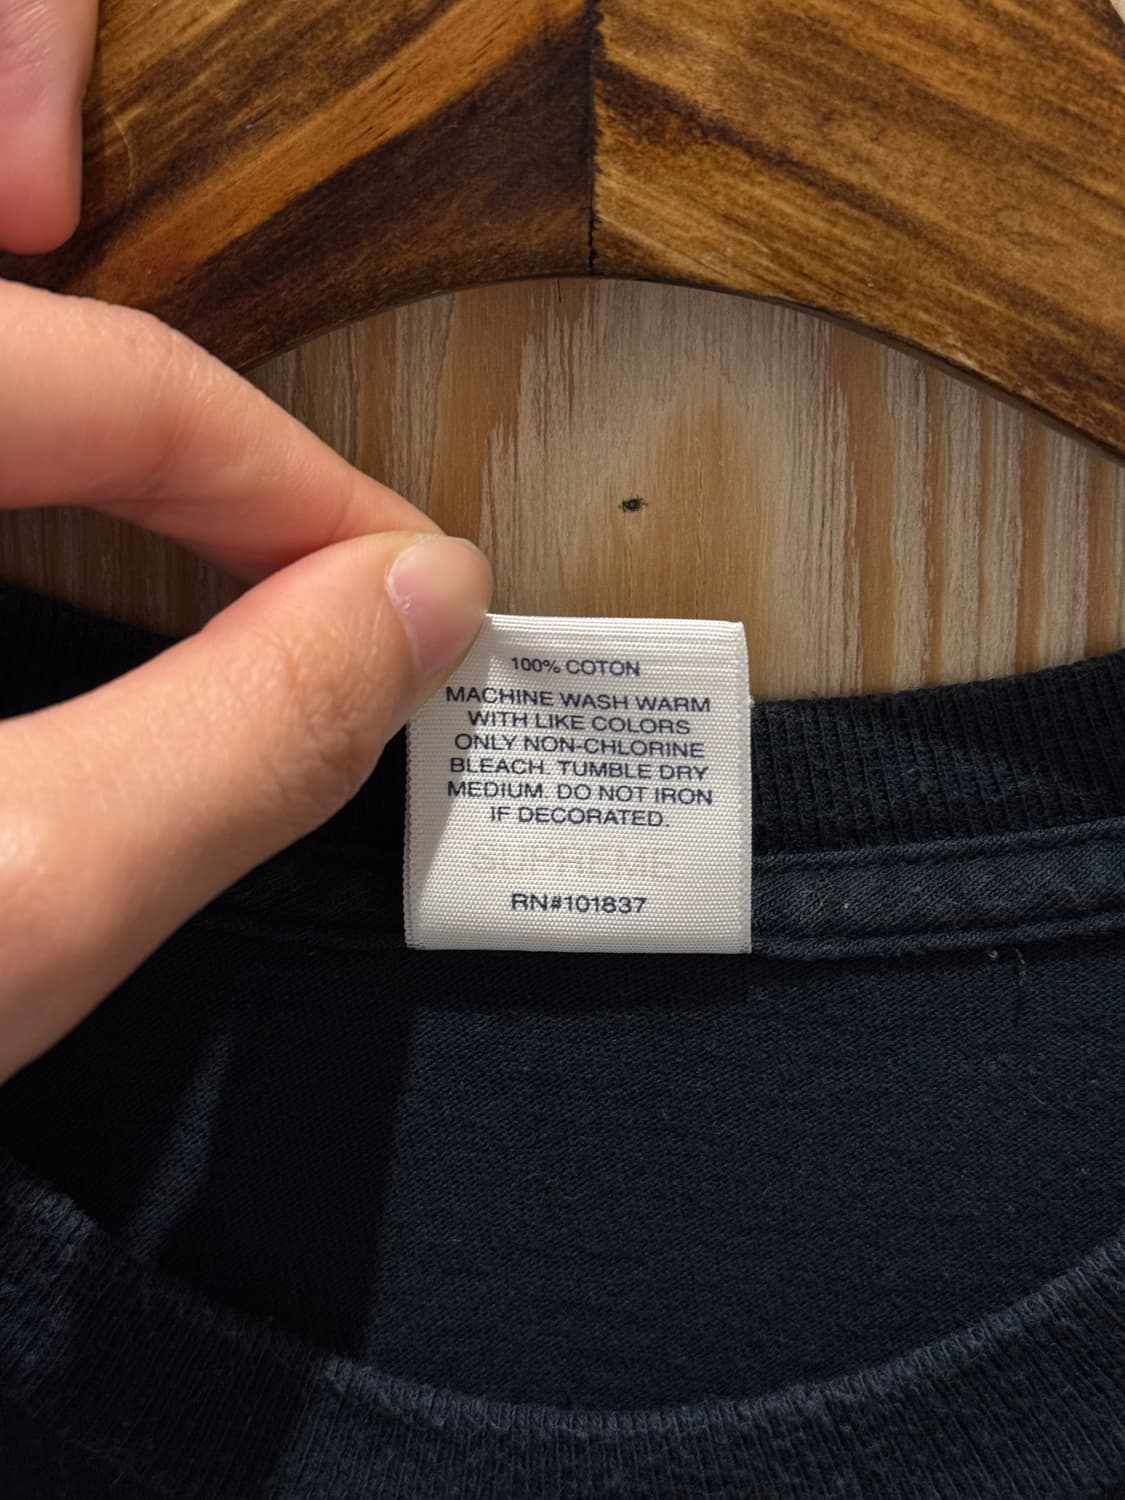 100% COTON
MACHINE WASH WARM
WITH LIKE COLORS
ONLY NON-CHLORINE
BLEACH. TUMBLE DRY
MEDIUM. DO NOT IRON
IF DECORATED.
SUPREME
RN#101837